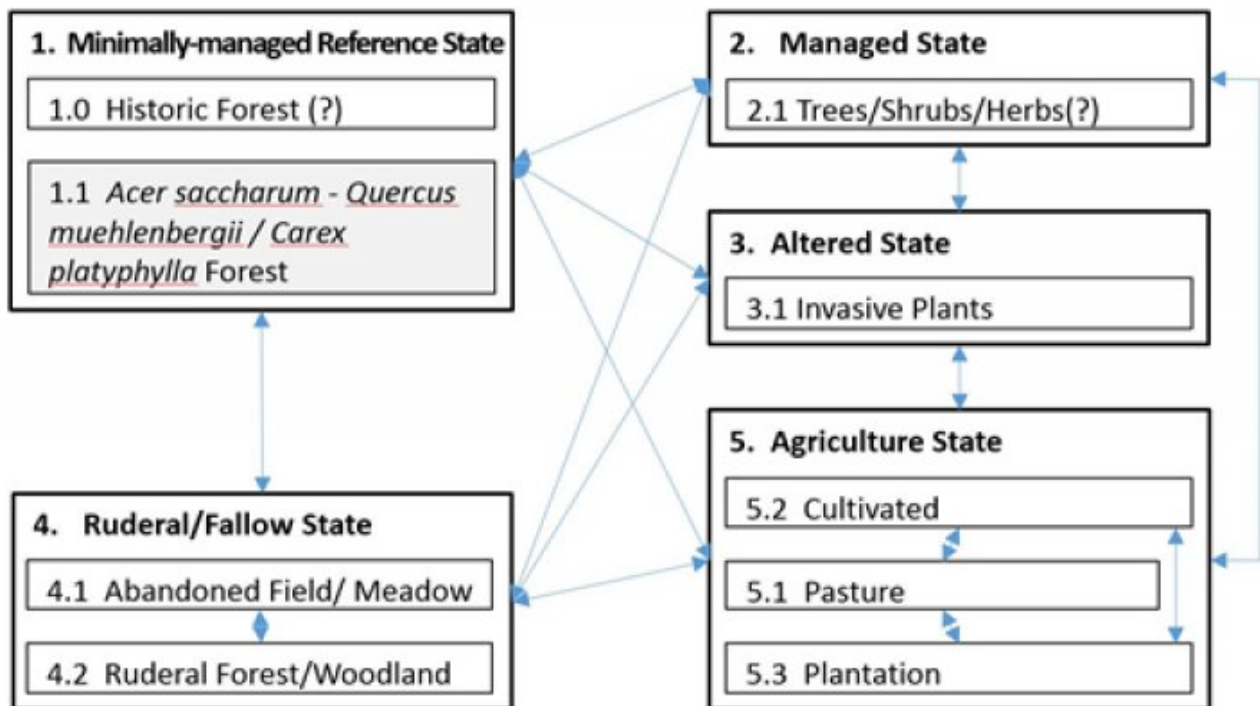 1. Minimally-managed Reference State
1.0 Historic Forest (?)
1.1 Acer saccharum - Quercus
muehlenbergii / Carex
platyphylla Forest
2. Managed State
2.1 Trees/Shrubs/Herbs(?)
3. Altered State
3.1 Invasive Plants
4. Ruderal/Fallow State
4.1 Abandoned Field/ Meadow
4.2 Ruderal Forest/Woodland
5. Agriculture State
5.2 Cultivated
5.1 Pasture
5.3 Plantation